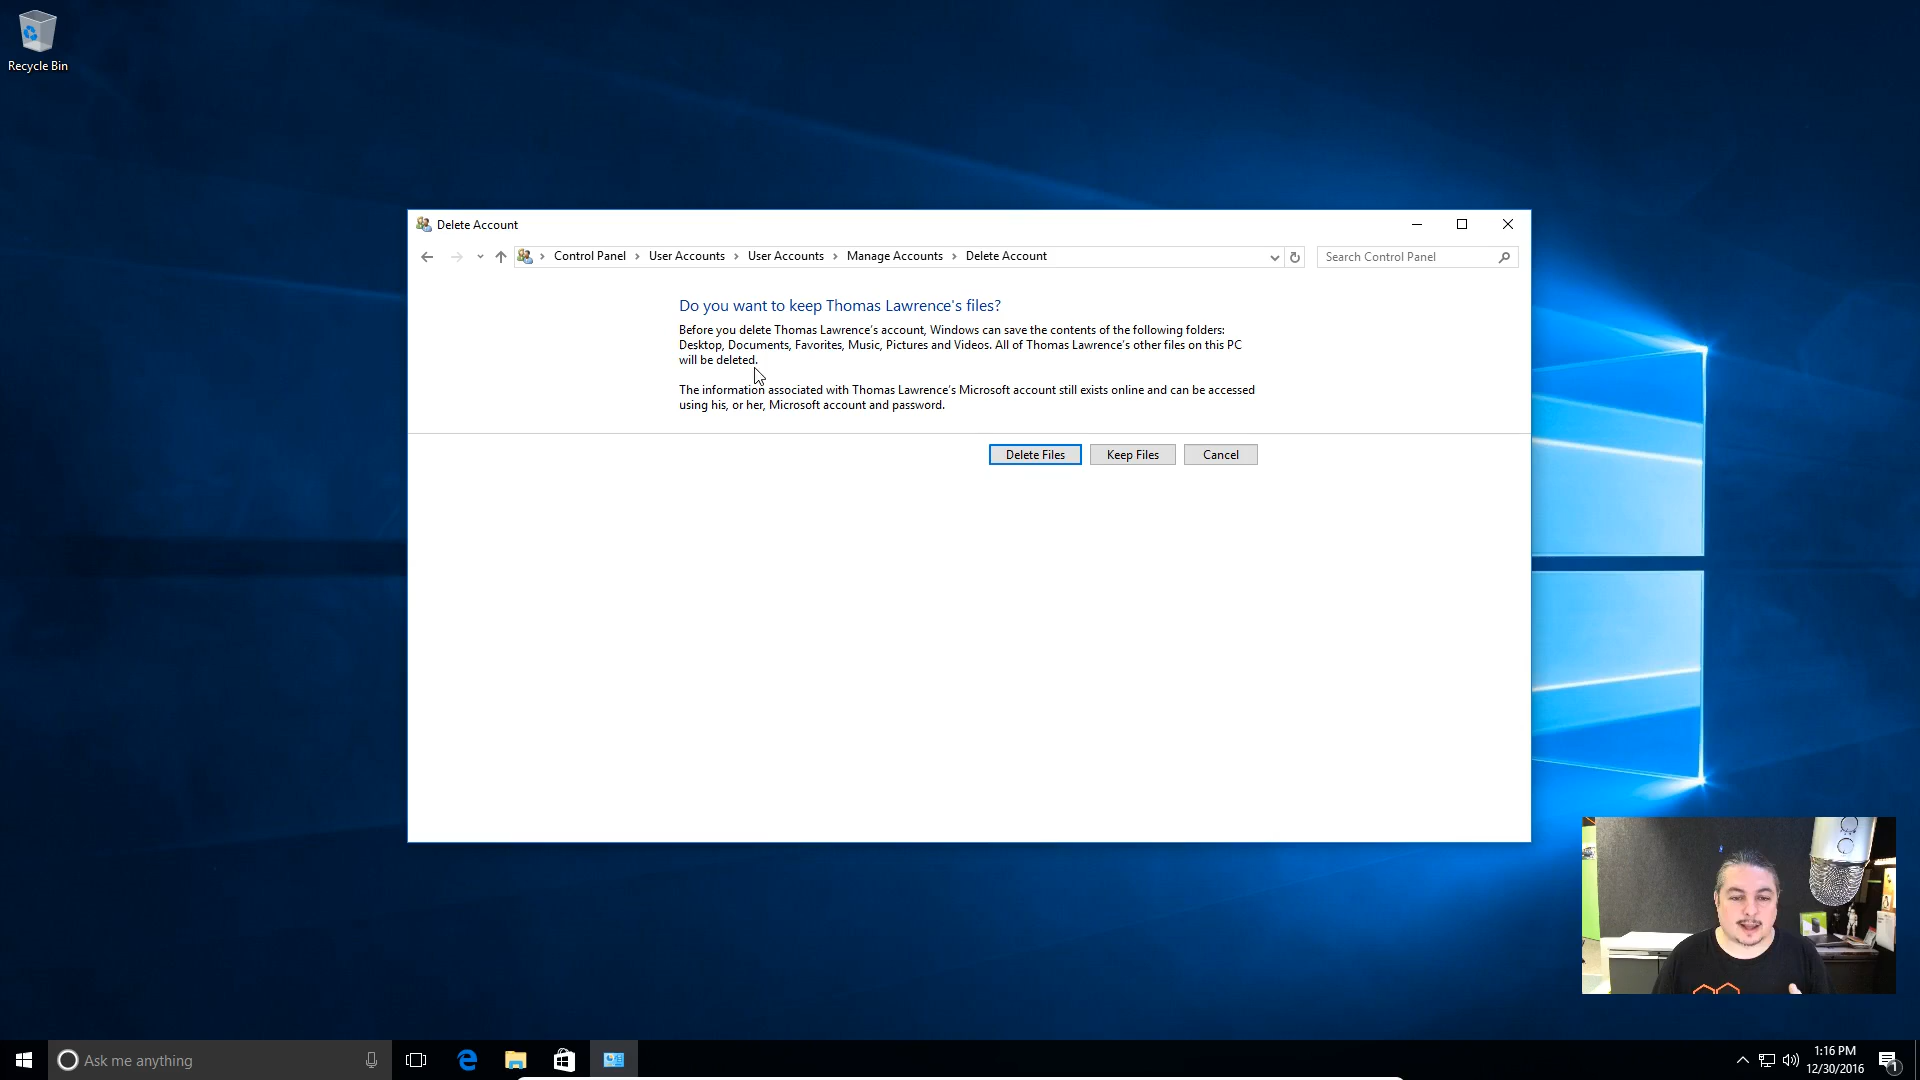 Recycle Bin
Delete Account
Control Panel > User Accounts > User Accounts > Manage Accounts > Delete Account
Search Control Panel
Do you want to keep Thomas Lawrence's files?
Before you delete Thomas Lawrence's account, Windows can save the contents of the following folders:
Desktop, Documents, Favorites, Music, Pictures and Videos. All of Thomas Lawrence's other files on this PC
will be deleted.
The information associated with Thomas Lawrence's Microsoft account still exists online and can be accessed
using his, or her, Microsoft account and password.
Delete Files
Keep Files
Cancel
Ask me anything
1:16 PM
12/30/2016
1